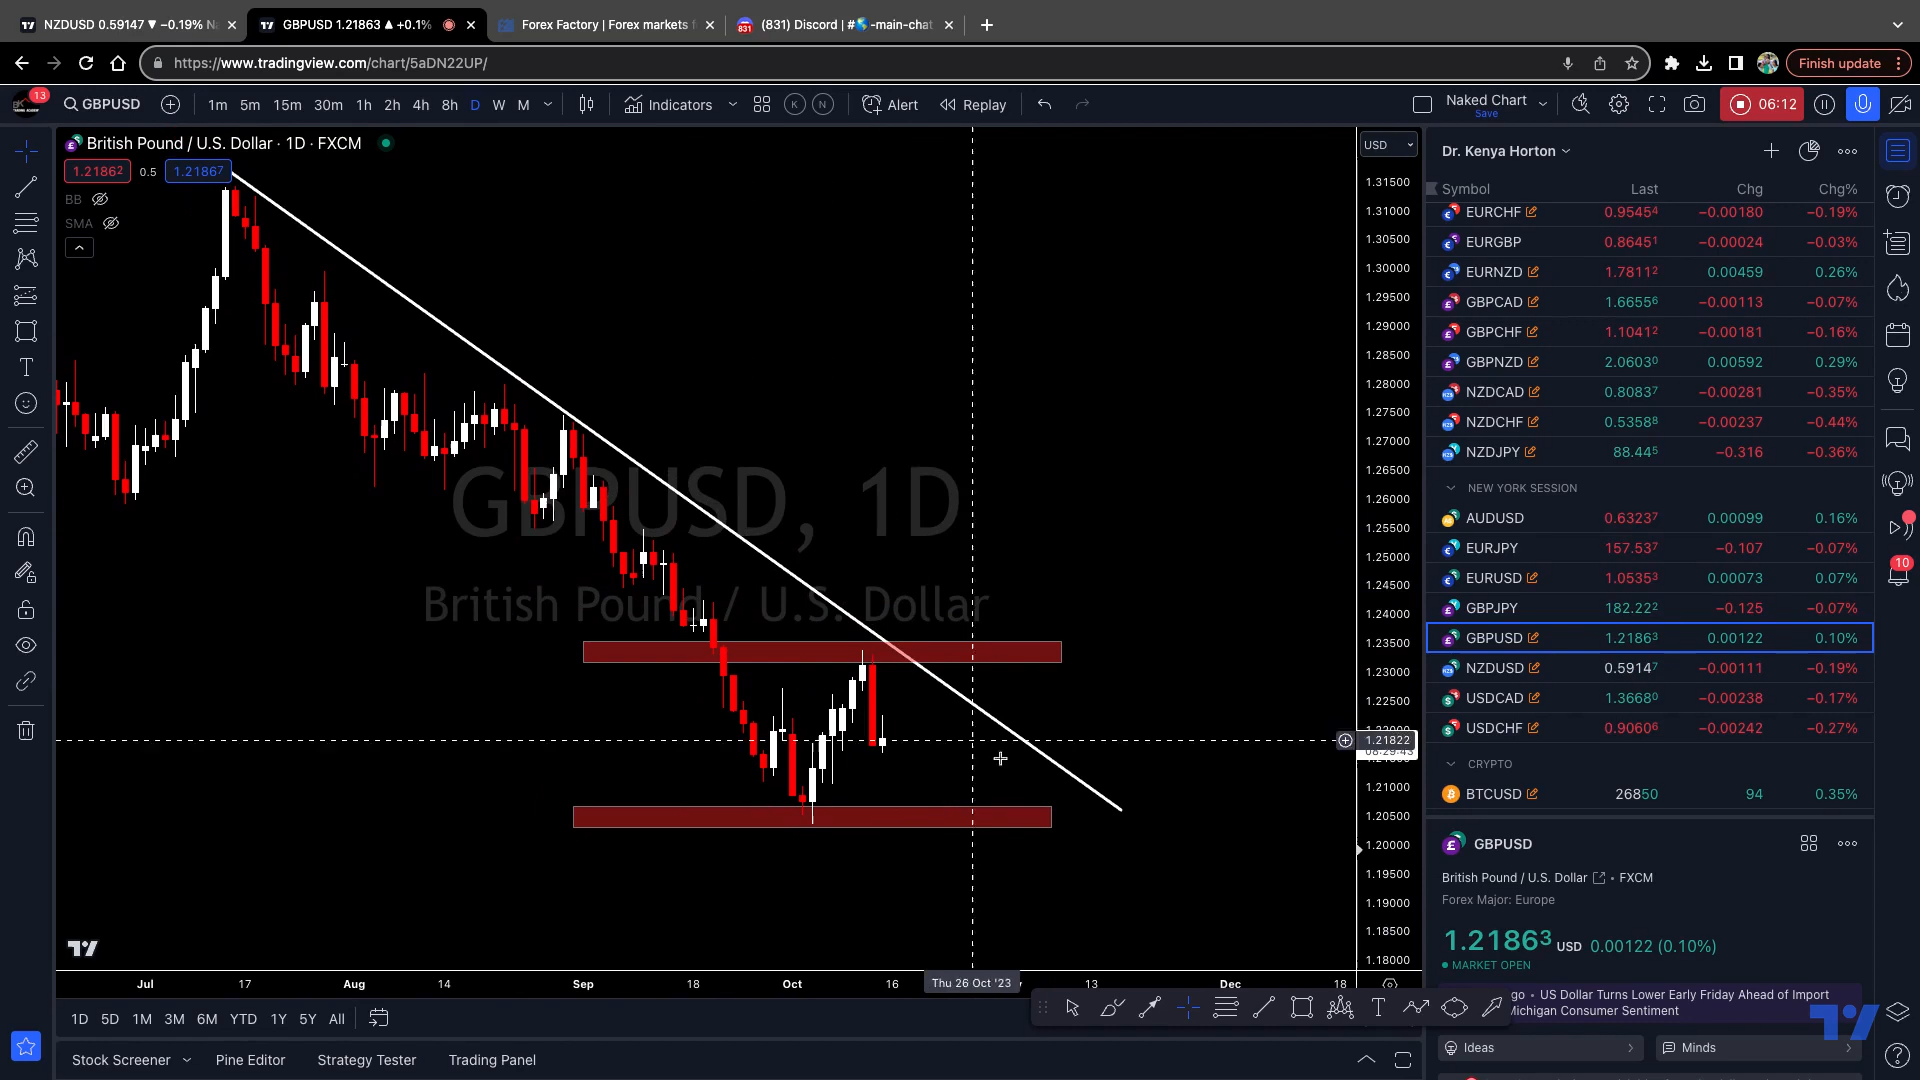 NZDUSD 0.59147 ▼ −0.19% N
GBPUSD 1.21863 ▲ +0.1%
Forex Factory | Forex markets f
(831) Discord | #🌎-main-chat
https://www.tradingview.com/chart/5aDN22UP/
Finish update
13
GBPUSD
1m 5m 15m 30m 1h 2h 4h 8h D W M
Indicators
K N
Alert
Replay
Naked Chart
Save
06:12
British Pound / U.S. Dollar · 1D · FXCM
1.21862 0.5 1.21867
BB
SMA
GBPUSD, 1D
British Pound / U.S. Dollar
USD
1.31500
1.31000
1.30500
1.30000
1.29500
1.29000
1.28500
1.28000
1.27500
1.27000
1.26500
1.26000
1.25500
1.25000
1.24500
1.24000
1.23500
1.23000
1.22500
1.21822
1.21000
1.20500
1.20000
1.19500
1.19000
1.18500
1.18000
Jul 17 Aug 14 Sep 18 Oct 16 Thu 26 Oct '23 13 Dec 18
1D 5D 1M 3M 6M YTD 1Y 5Y All
Stock Screener Pine Editor Strategy Tester Trading Panel
Dr. Kenya Horton
Symbol Last Chg Chg%
EURCHF 0.95454 −0.00180 −0.19%
EURGBP 0.86451 −0.00024 −0.03%
EURNZD 1.78112 0.00459 0.26%
GBPCAD 1.66556 −0.00113 −0.07%
GBPCHF 1.10412 −0.00181 −0.16%
GBPNZD 2.06030 0.00592 0.29%
NZDCAD 0.80837 −0.00281 −0.35%
NZDCHF 0.53588 −0.00237 −0.44%
NZDJPY 88.445 −0.316 −0.36%
NEW YORK SESSION
AUDUSD 0.63237 0.00099 0.16%
EURJPY 157.537 −0.107 −0.07%
EURUSD 1.05353 0.00073 0.07%
GBPJPY 182.222 −0.125 −0.07%
GBPUSD 1.21863 0.00122 0.10%
NZDUSD 0.59147 −0.00111 −0.19%
USDCAD 1.36680 −0.00238 −0.17%
USDCHF 0.90606 −0.00242 −0.27%
CRYPTO
BTCUSD 26850 94 0.35%
GBPUSD
British Pound / U.S. Dollar · FXCM
Forex Major: Europe
1.21863 USD 0.00122 (0.10%)
MARKET OPEN
go · US Dollar Turns Lower Early Friday Ahead of Import
Michigan Consumer Sentiment
Ideas
Minds
10